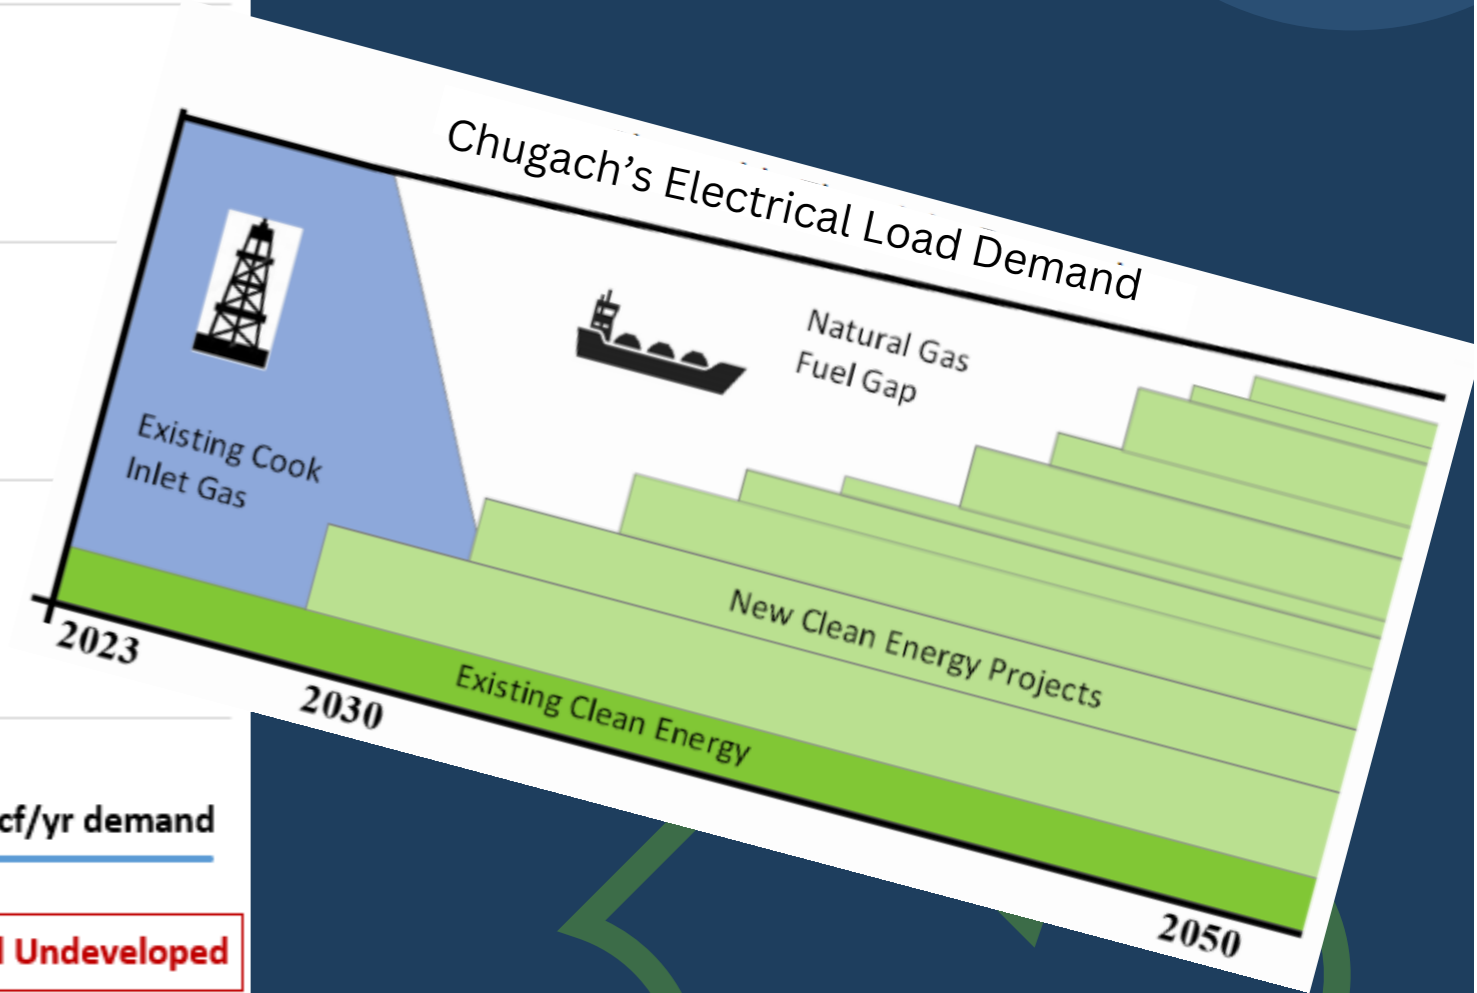 Chugach’s Electrical Load Demand
Natural Gas
Fuel Gap
Existing Cook
Inlet Gas
New Clean Energy Projects
Existing Clean Energy
2023
2030
2050
cf/yr demand
Undeveloped